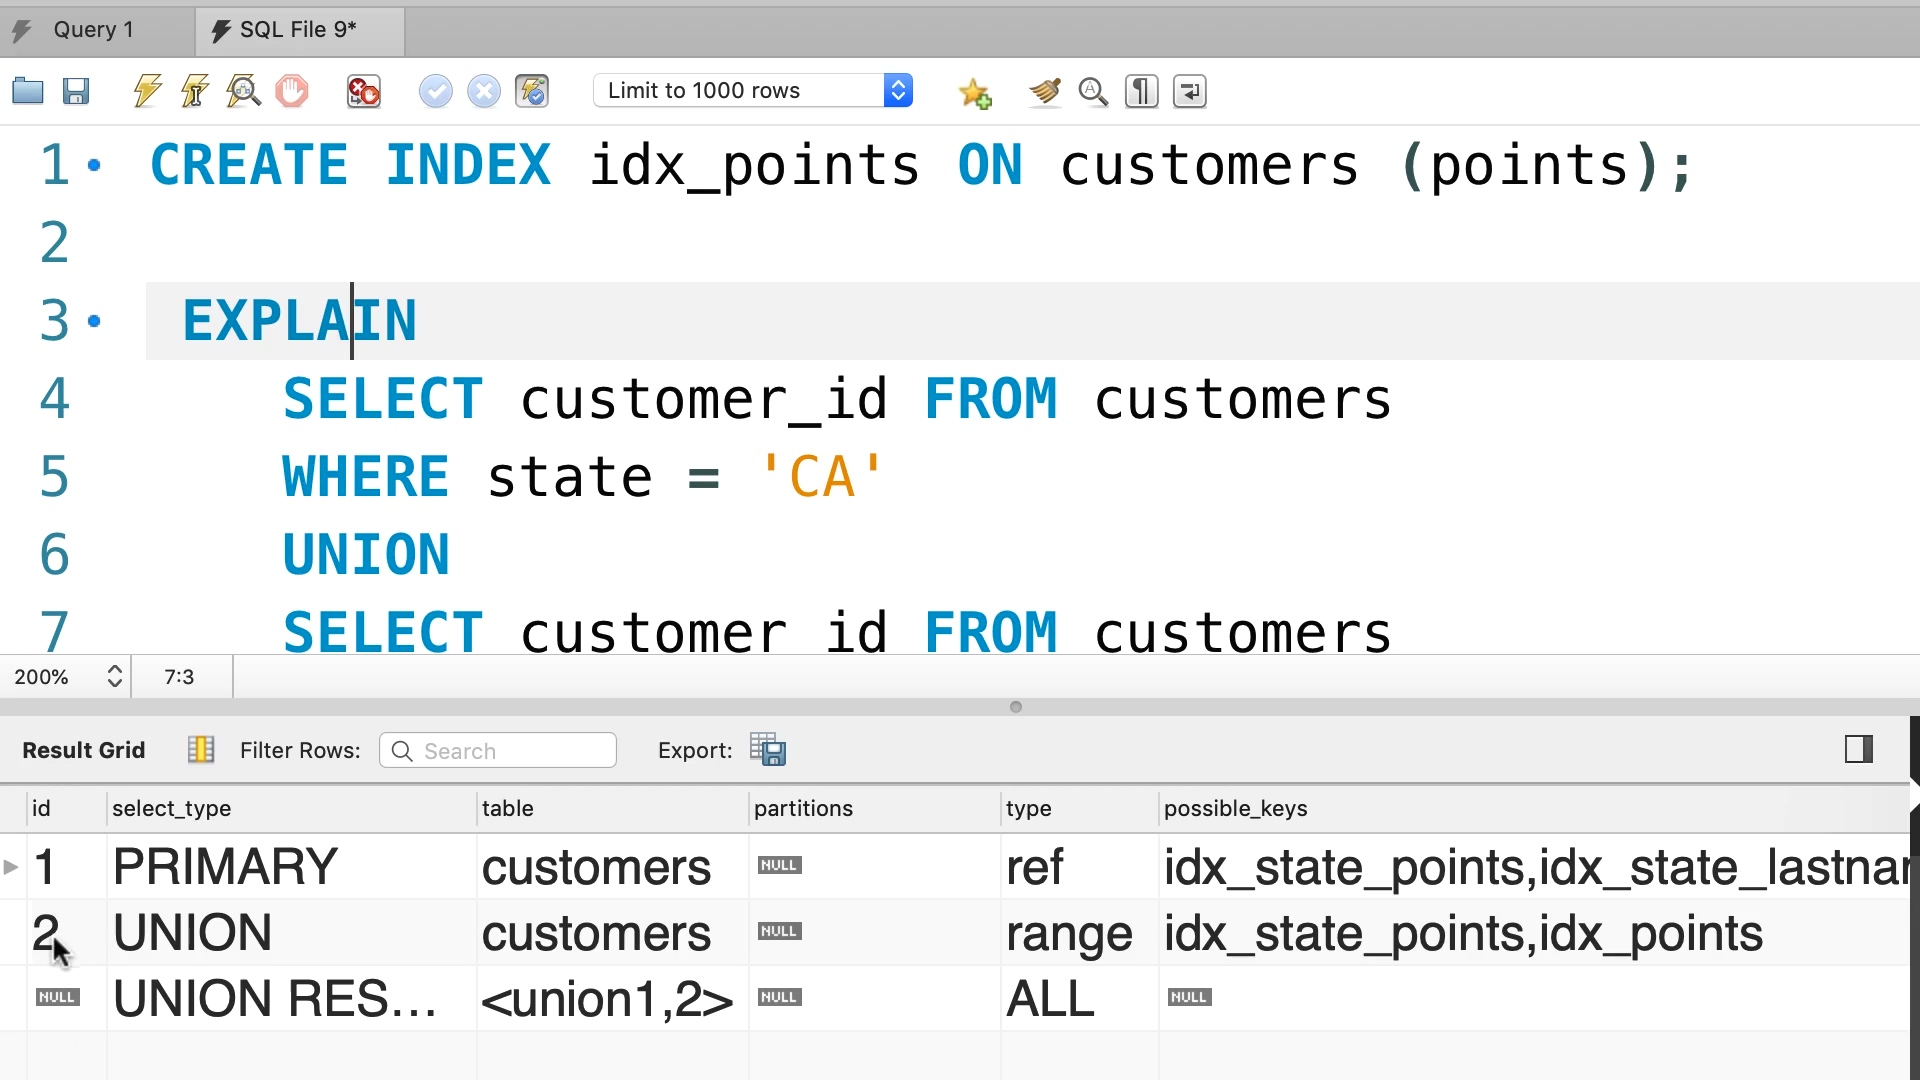 Query 1
SQL File 9*
Limit to 1000 rows
1 CREATE INDEX idx_points ON customers (points);
2
3 EXPLAIN
4 SELECT customer_id FROM customers
5 WHERE state = 'CA'
6 UNION
7 SELECT customer_id FROM customers
200% 7:3
Result Grid Filter Rows: Search Export:
id select_type table partitions type possible_keys
1 PRIMARY customers NULL ref idx_state_points,idx_state_lastna
2 UNION customers NULL range idx_state_points,idx_points
NULL UNION RES... <union1,2> NULL ALL NULL